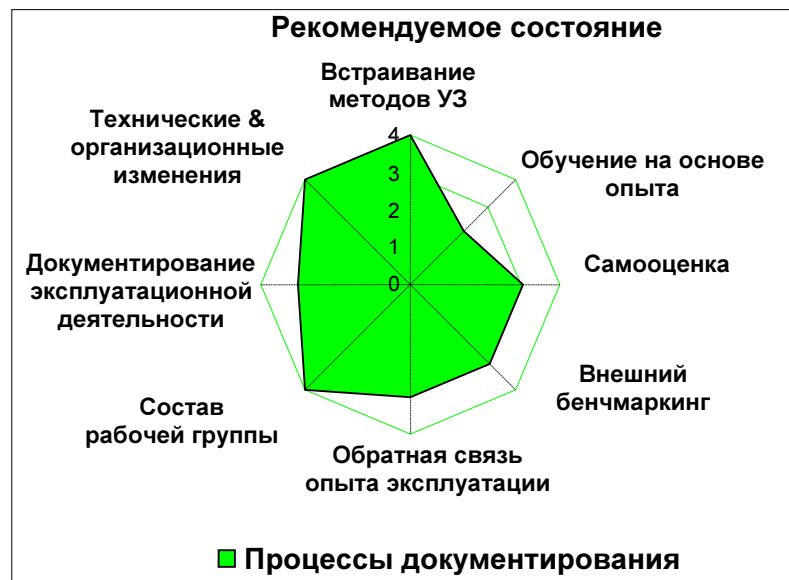 Рекомендуемое состояние
Встраивание
методов УЗ
Технические &
организационные
изменения
Обучение на основе
опыта
4
3
2
1
0
Документирование
эксплуатационной
деятельности
Самооценка
Внешний
бенчмаркинг
Состав
рабочей группы
Обратная связь
опыта эксплуатации
Процессы документирования